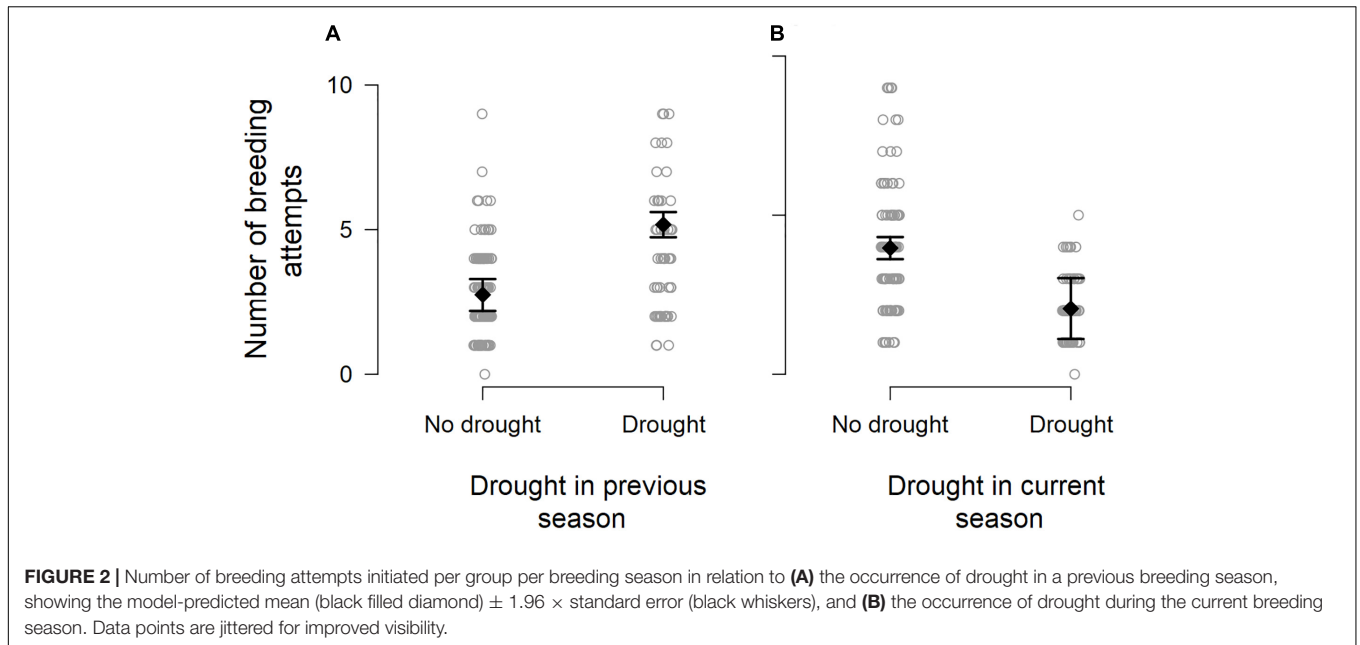 A
B
10
5
0
Number of breeding
attempts
No drought
Drought
No drought
Drought
Drought in previous
season
Drought in current
season
FIGURE 2 | Number of breeding attempts initiated per group per breeding season in relation to (A) the occurrence of drought in a previous breeding season,
showing the model-predicted mean (black filled diamond) ± 1.96 × standard error (black whiskers), and (B) the occurrence of drought during the current breeding
season. Data points are jittered for improved visibility.